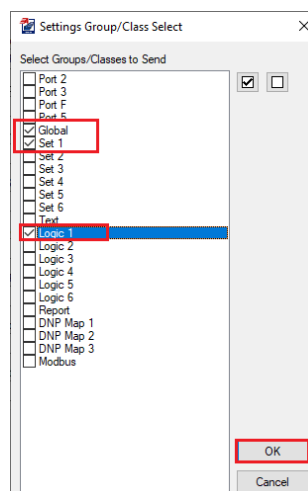 Settings Group/Class Select
Select Groups/Classes to Send
Port 2
Port 3
Port F
Port 5
Global
Set 1
Set 2
Set 3
Set 4
Set 5
Set 6
Text
Logic 1
Logic 2
Logic 3
Logic 4
Logic 5
Logic 6
Report
DNP Map 1
DNP Map 2
DNP Map 3
Modbus
OK
Cancel